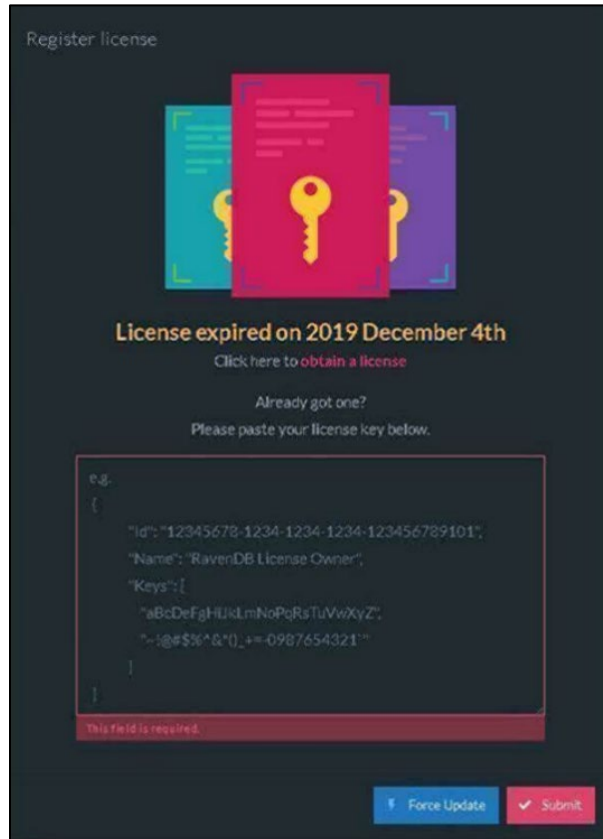 Register license
License expired on 2019 December 4th
Click here to obtain a license
Already got one?
Please paste your license key below.
e.g.
{
"Id": "12345678-1234-1234-1234-123456789101",
"Name": "RavenDB License Owner",
"Keys": [
"aBcDeFgHiJkLmNoPqRsTuVwXyZ",
"~!@#$%^&*()_+=-0987654321`"
]
}
This field is required.
Force Update
Submit